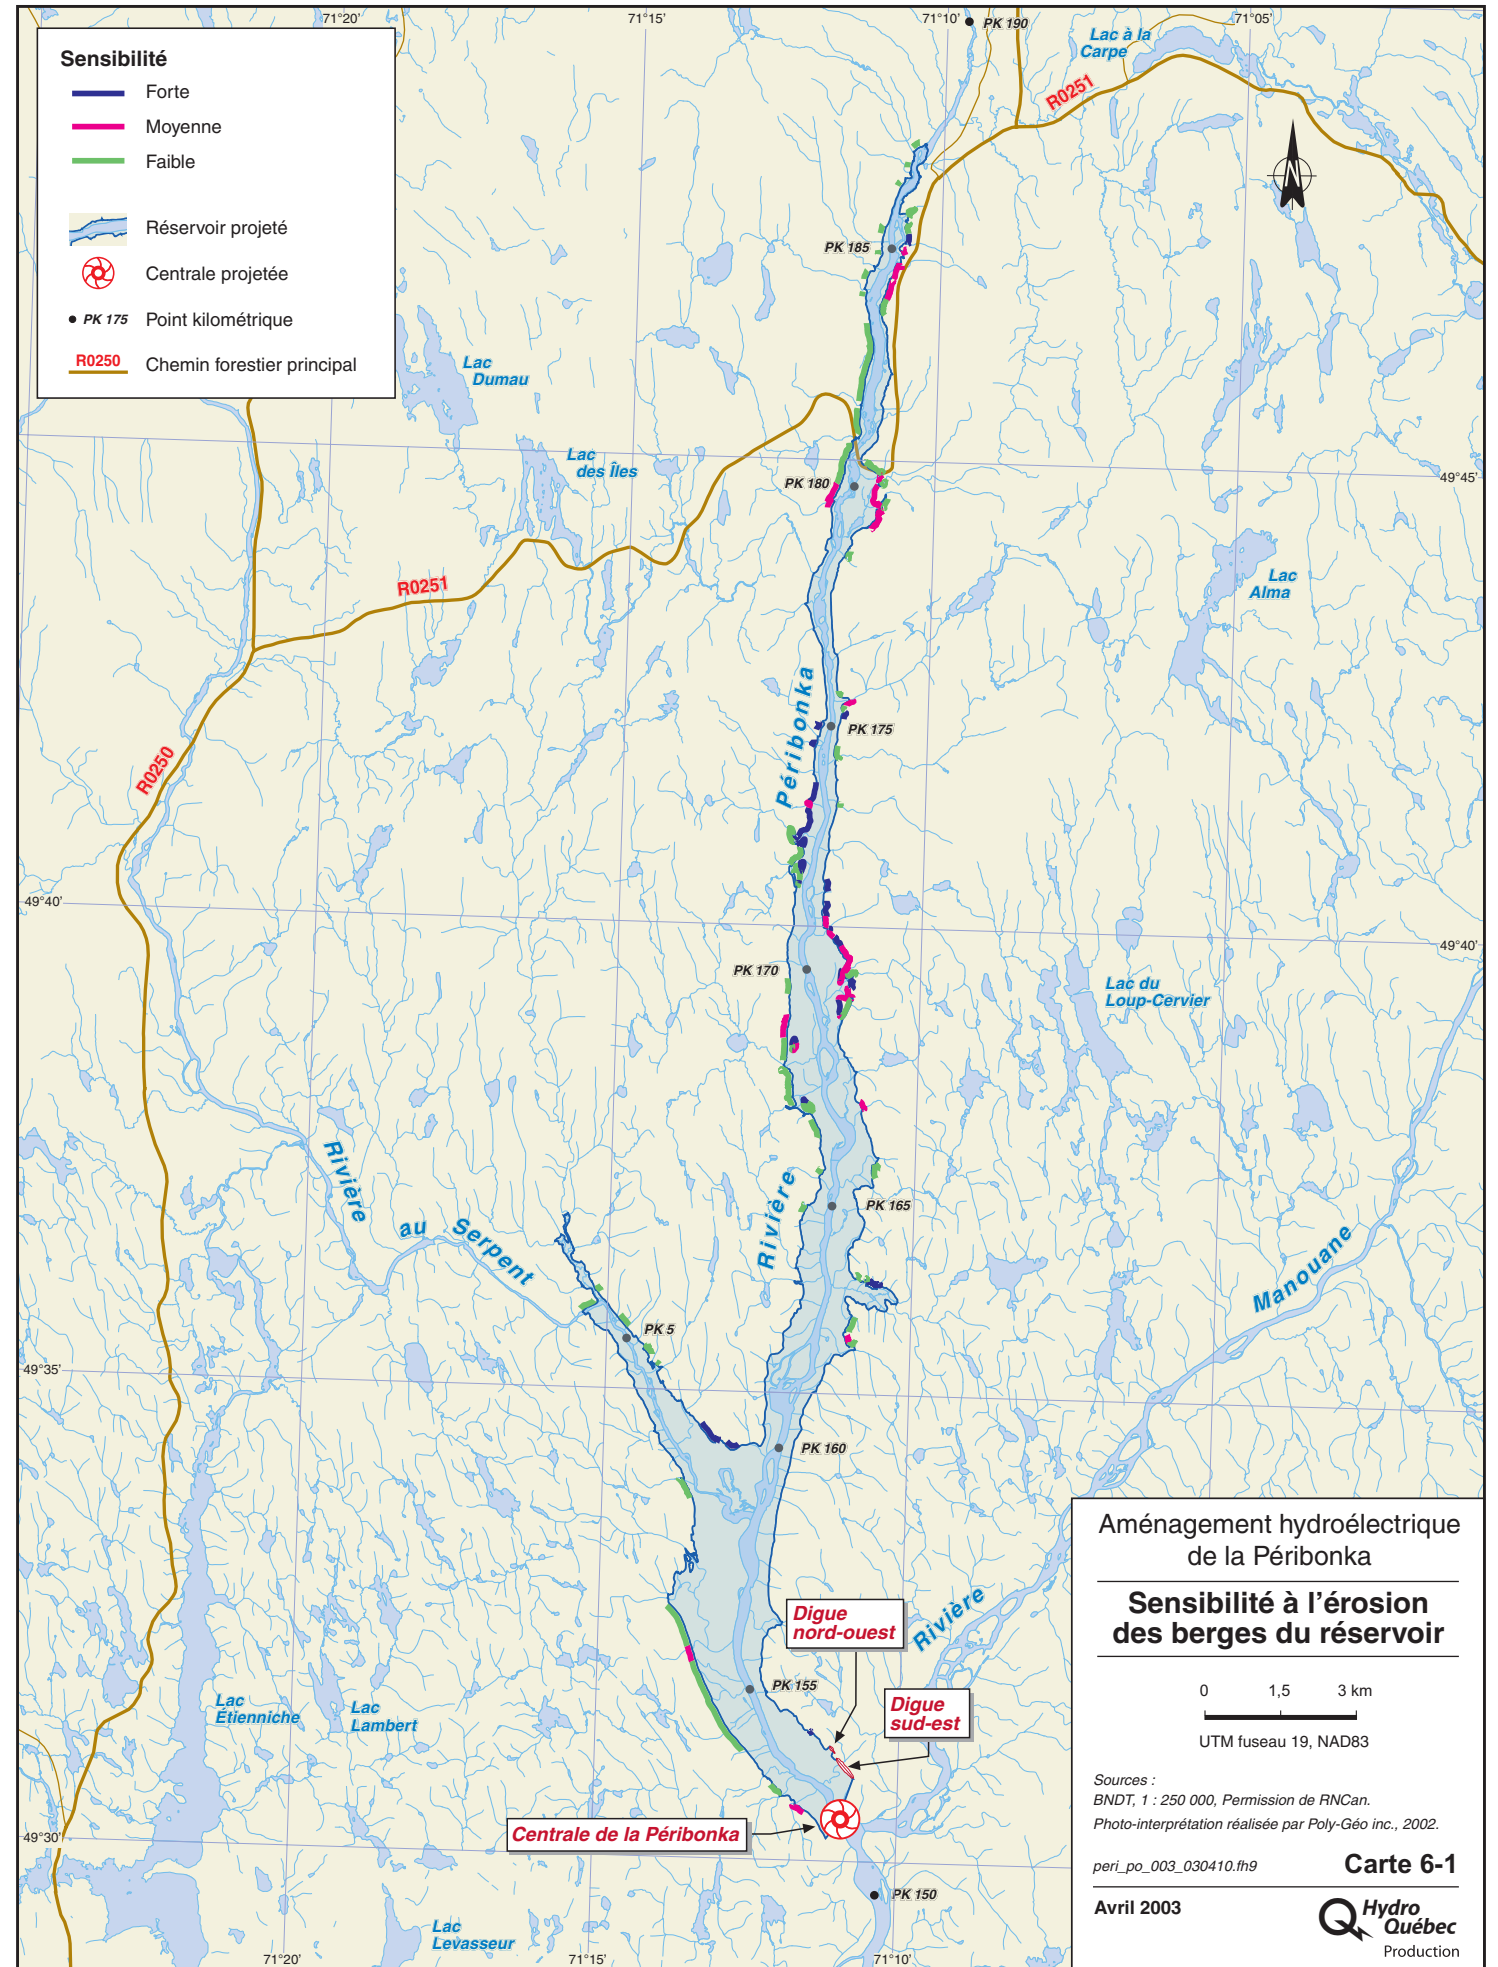 71°20'
71°15'
71°10'
71°05'
PK 190
Lac à la
Carpe
R0251
Sensibilité
Forte
Moyenne
Faible
Réservoir projeté
Centrale projetée
PK 175
Point kilométrique
R0250
Chemin forestier principal
PK 185
Lac
Dumau
Lac
des Îles
PK 180
49°45'
R0251
Lac
Alma
Péribonka
PK 175
R0250
49°40'
49°40'
PK 170
Lac du
Loup-Cervier
Rivière
au Serpent
Rivière
PK 165
Manouane
PK 5
49°35'
PK 160
Rivière
Digue
nord-ouest
PK 155
Digue
sud-est
Lac
Étienniche
Lac
Lambert
Centrale de la Péribonka
49°30'
PK 150
Lac
Levasseur
71°20'
71°15'
71°10'
Aménagement hydroélectrique
de la Péribonka
Sensibilité à l'érosion
des berges du réservoir
0 1,5 3 km
UTM fuseau 19, NAD83
Sources :
BNDT, 1 : 250 000, Permission de RNCan.
Photo-interprétation réalisée par Poly-Géo inc., 2002.
peri_po_003_030410.fh9
Carte 6-1
Avril 2003
Hydro
Québec
Production